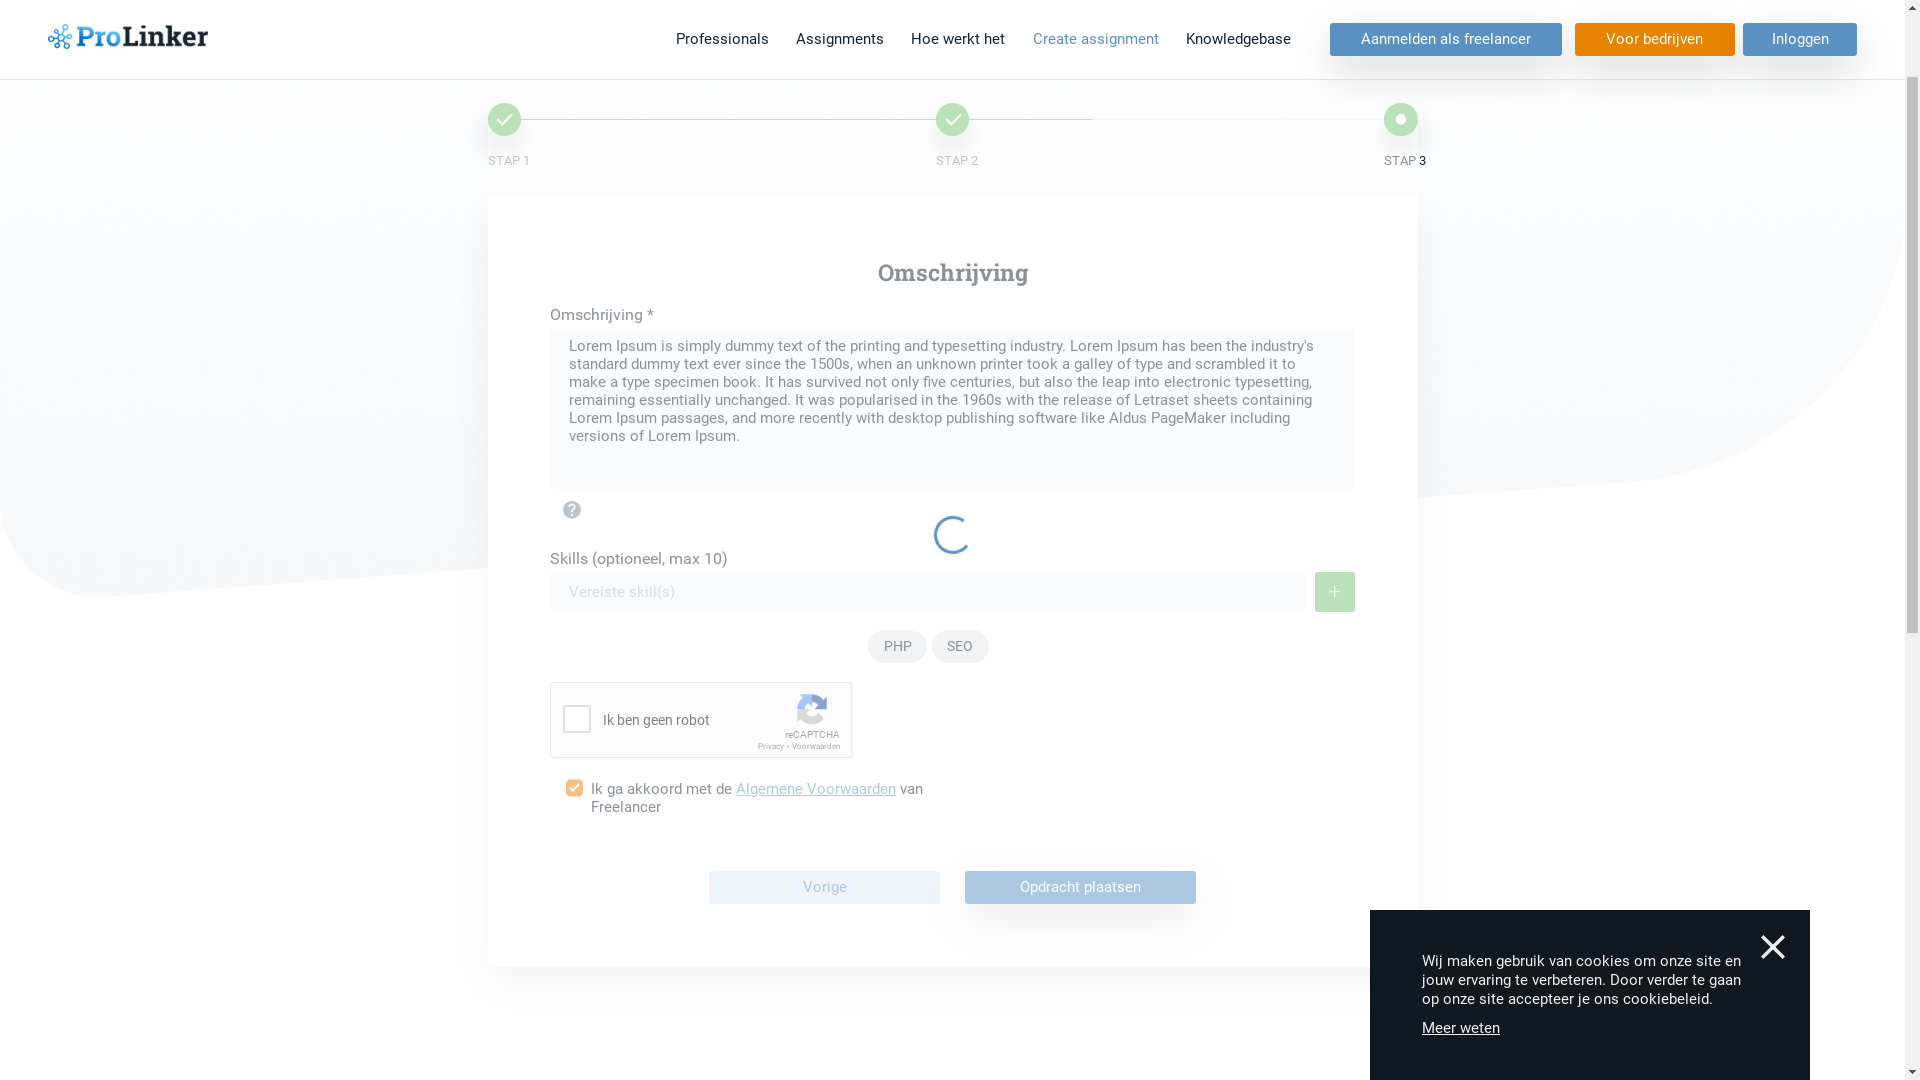 ProLinker
Professionals
Assignments
Hoe werkt het
Create assignment
Knowledgebase
Aanmelden als freelancer
Voor bedrijven
Inloggen
STAP 1
STAP 2
STAP 3
Omschrijving
Omschrijving *
Lorem Ipsum is simply dummy text of the printing and typesetting industry. Lorem Ipsum has been the industry's
standard dummy text ever since the 1500s, when an unknown printer took a galley of type and scrambled it to
make a type specimen book. It has survived not only five centuries, but also the leap into electronic typesetting,
remaining essentially unchanged. It was popularised in the 1960s with the release of Letraset sheets containing
Lorem Ipsum passages, and more recently with desktop publishing software like Aldus PageMaker including
versions of Lorem Ipsum.
Skills (optioneel, max 10)
Vereiste skill(s)
+
PHP
SEO
Ik ben geen robot
reCAPTCHA
Privacy - Voorwaarden
Ik ga akkoord met de Algemene Voorwaarden van
Freelancer
Vorige
Opdracht plaatsen
Wij maken gebruik van cookies om onze site en
jouw ervaring te verbeteren. Door verder te gaan
op onze site accepteer je ons cookiebeleid.
Meer weten